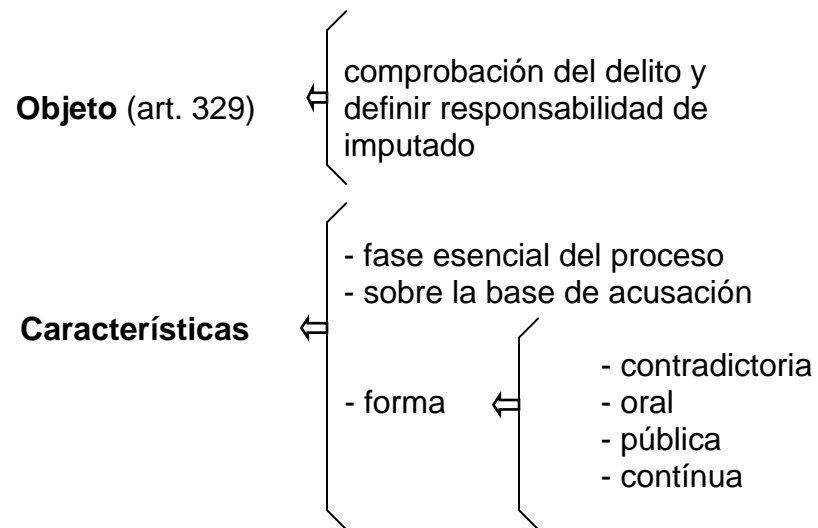 comprobación del delito y
Objeto (art. 329)
definir responsabilidad de
imputado
- fase esencial del proceso
- sobre la base de acusación
Características
- contradictoria
- forma
- oral
- pública
- contínua